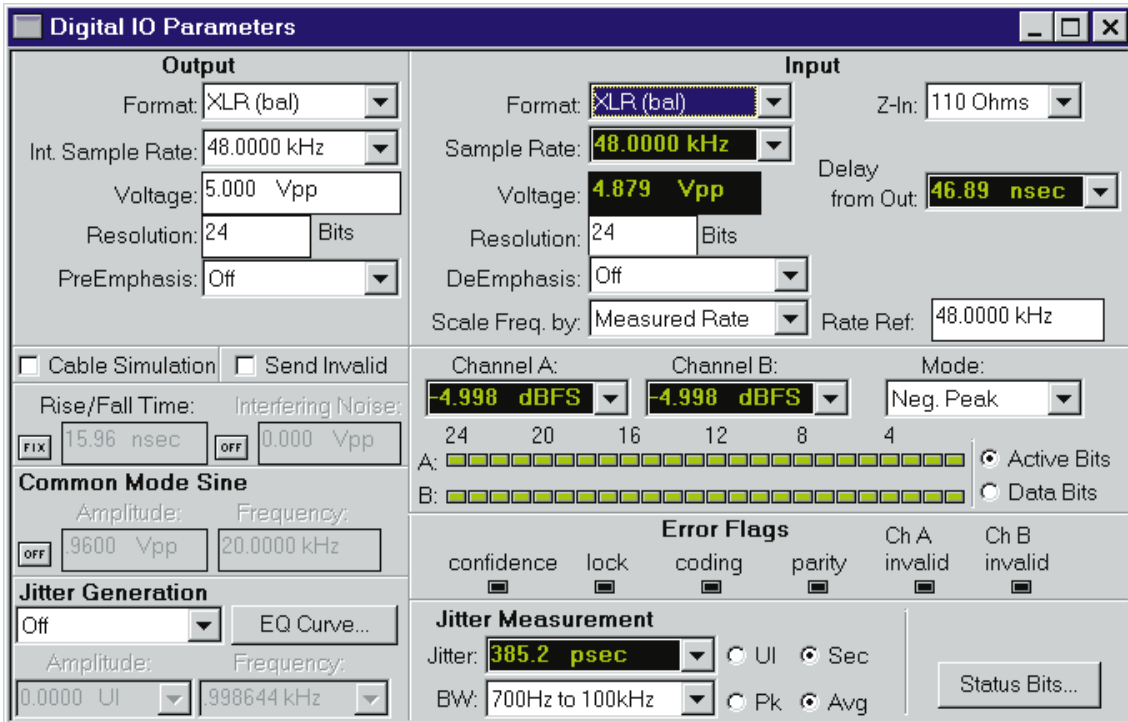 Digital IO Parameters
Output
Format: XLR (bal)
Int. Sample Rate: 48.0000 kHz
Voltage: 5.000 Vpp
Resolution: 24 Bits
PreEmphasis: Off
Input
Format: XLR (bal)
Z-In: 110 Ohms
Sample Rate: 48.0000 kHz
Voltage: 4.879 Vpp
Delay
from Out: 46.89 nsec
Resolution: 24 Bits
DeEmphasis: Off
Scale Freq. by: Measured Rate
Rate Ref: 48.0000 kHz
Cable Simulation
Send Invalid
Rise/Fall Time:
Interfering Noise:
FIX 15.96 nsec
OFF 0.000 Vpp
Common Mode Sine
Amplitude: Frequency:
OFF .9600 Vpp 20.0000 kHz
Jitter Generation
Off EQ Curve...
Amplitude: Frequency:
0.0000 UI .998644 kHz
Channel A: Channel B: Mode:
-4.998 dBFS -4.998 dBFS Neg. Peak
24 20 16 12 8 4
A:
Active Bits
B:
Data Bits
Error Flags
confidence lock coding parity
Ch A
invalid
Ch B
invalid
Jitter Measurement
Jitter: 385.2 psec UI Sec
BW: 700Hz to 100kHz Pk Avg
Status Bits...